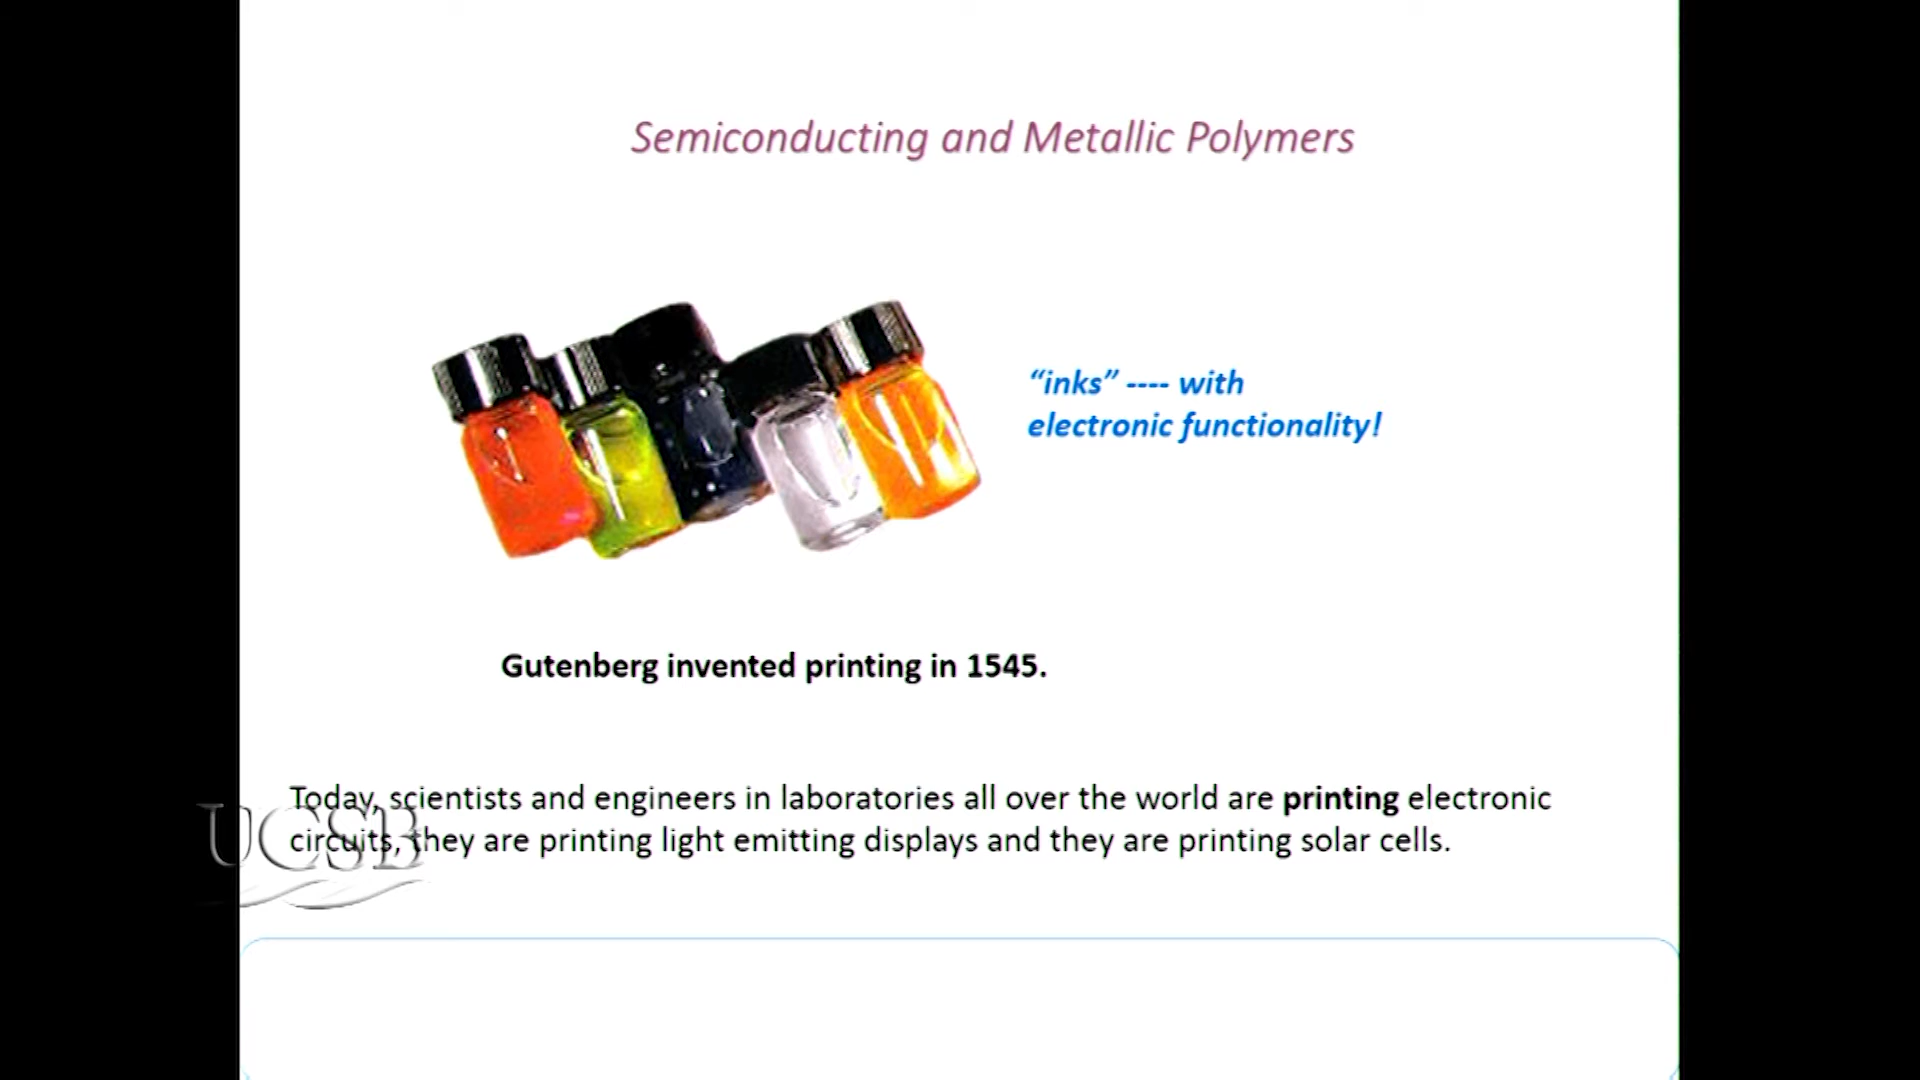 Semiconducting and Metallic Polymers
“inks” ---- with
electronic functionality!
Gutenberg invented printing in 1545.
Today, scientists and engineers in laboratories all over the world are printing electronic
circuits, they are printing light emitting displays and they are printing solar cells.
UCSB